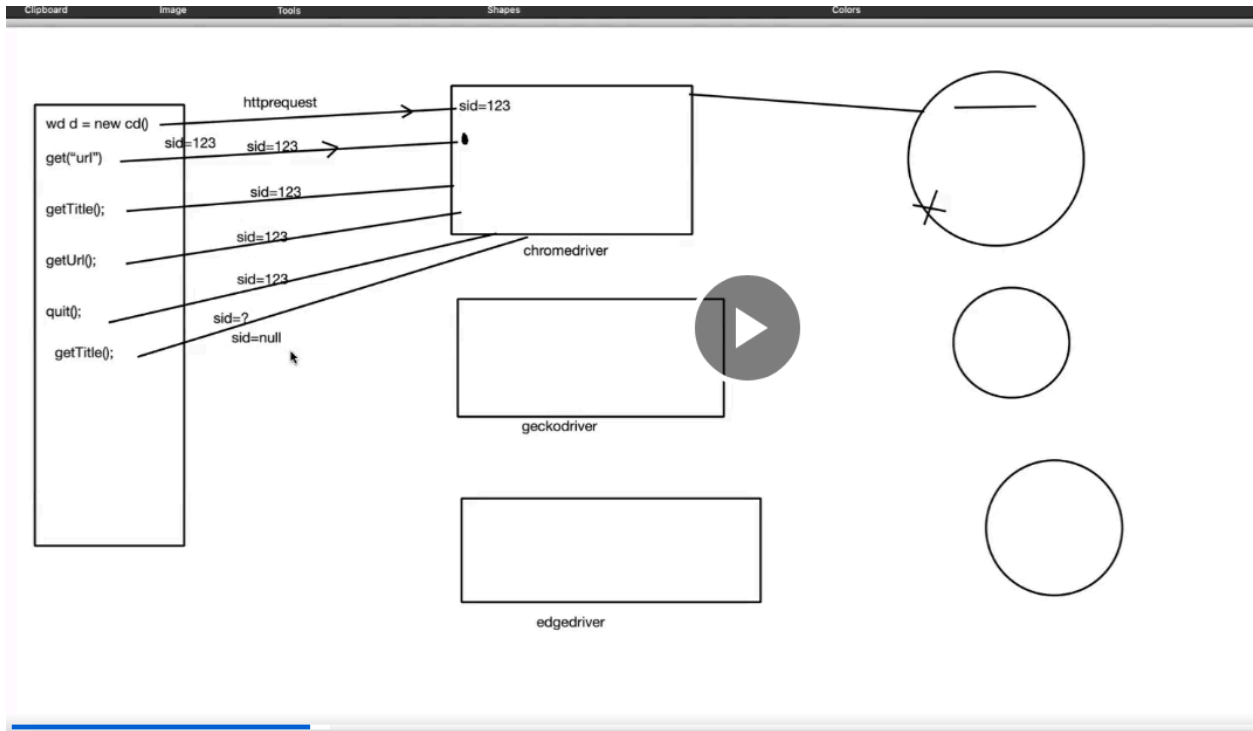 Clipboard Image Tools Shapes Colors
httprequest
wd d = new cd()
sid=123
sid=123
sid=123
get(“url”)
sid=123
getTitle();
sid=123
getUrl();
chromedriver
sid=123
quit();
sid=?
sid=null
getTitle();
geckodriver
edgedriver